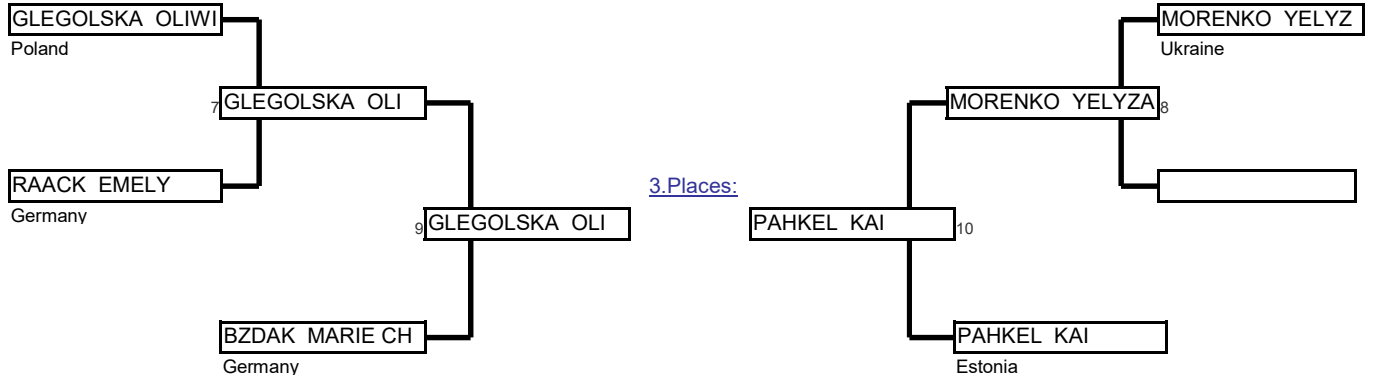 GLEGOLSKA OLIWI
Poland
MORENKO YELYZ
Ukraine
7 GLEGOLSKA OLI
MORENKO YELYZA 8
RAACK EMELY
Germany
3.Places:
9 GLEGOLSKA OLI
PAHKEL KAI 10
BZDAK MARIE CH
Germany
PAHKEL KAI
Estonia